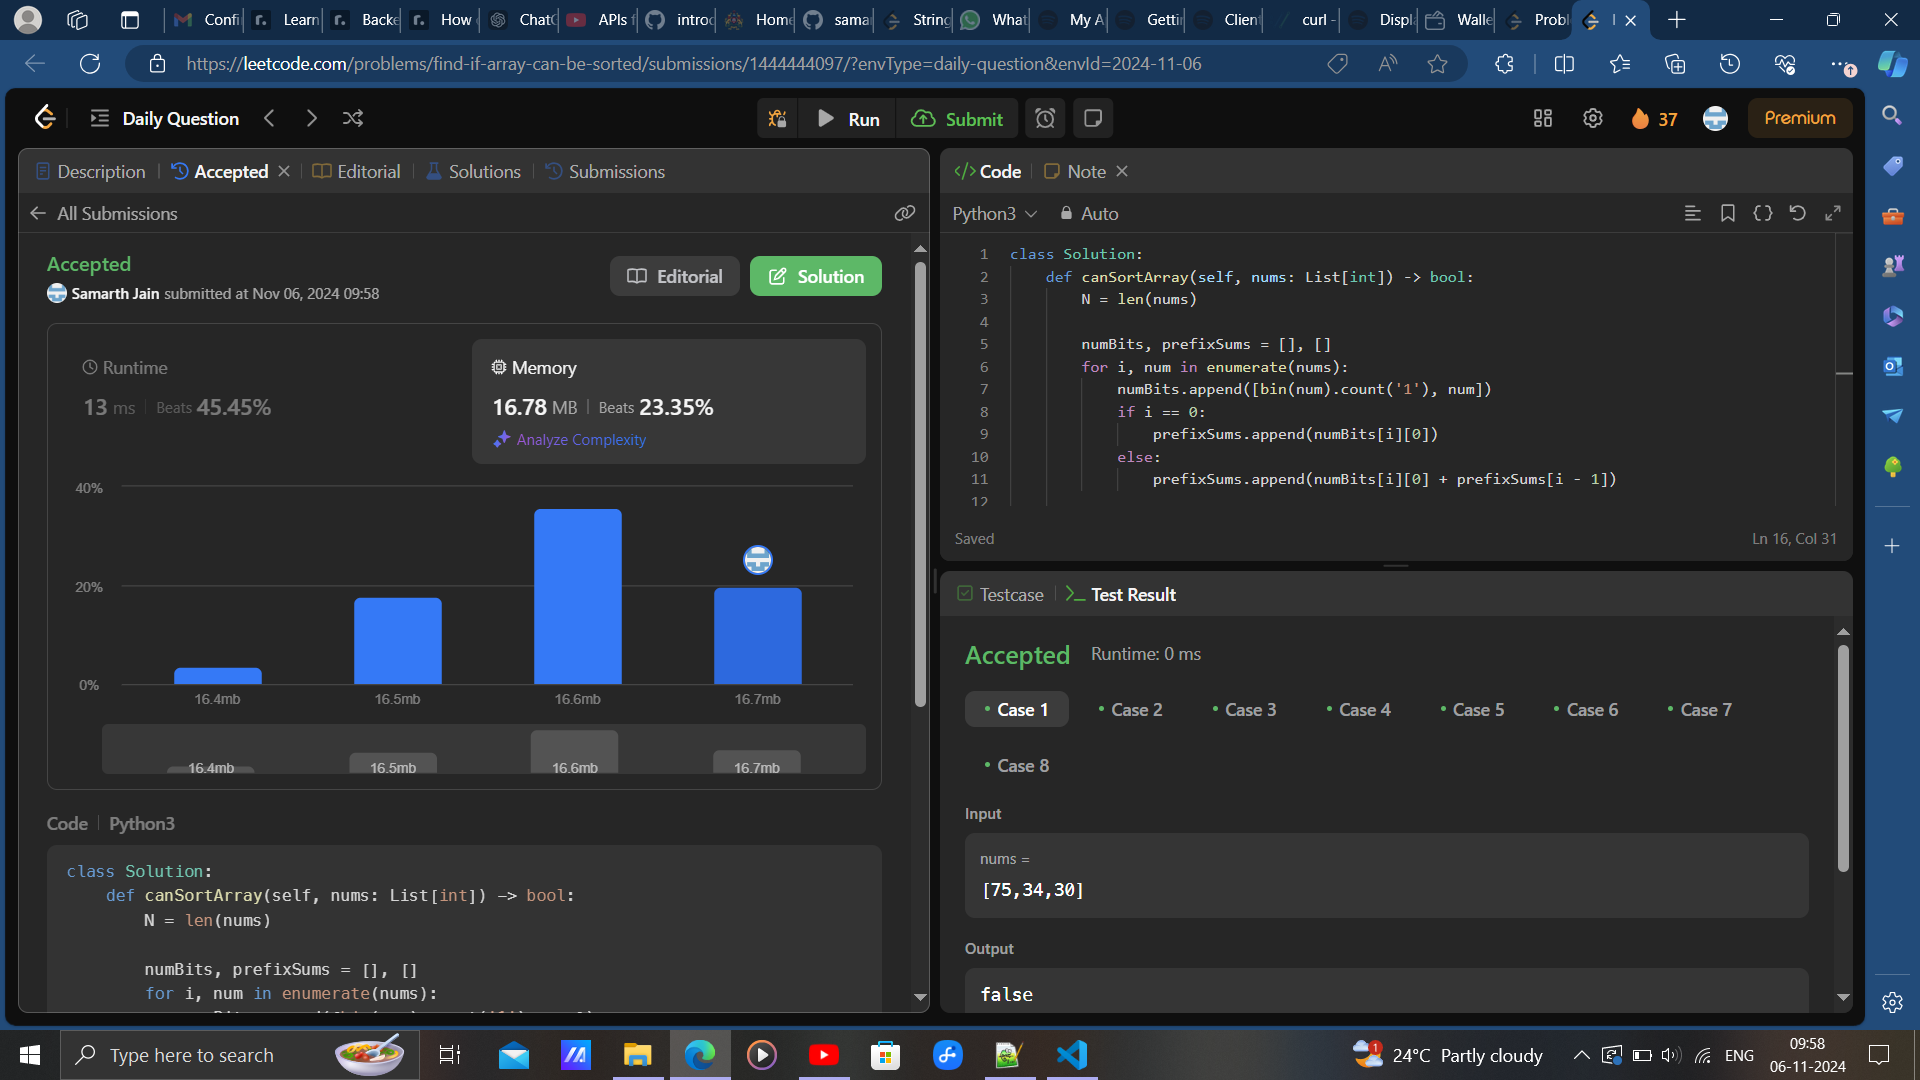 Confi
Learn
Backe
How
ChatG
APIs f
introc
Home
samar
String
What
My A
Gettin
Client
curl -
Displa
Walle
Probl
https://leetcode.com/problems/find-if-array-can-be-sorted/submissions/1444444097/?envType=daily-question&envId=2024-11-06
Daily Question
Run
Submit
37
Premium
Description
Accepted
Editorial
Solutions
Submissions
All Submissions
Accepted
Samarth Jain submitted at Nov 06, 2024 09:58
Editorial
Solution
Runtime
13 ms
Beats 45.45%
Memory
16.78 MB
Beats 23.35%
Analyze Complexity
40%
20%
0%
16.4mb
16.5mb
16.6mb
16.7mb
16.4mb
16.5mb
16.6mb
16.7mb
Code
Python3
class Solution:
def canSortArray(self, nums: List[int]) -> bool:
N = len(nums)
numBits, prefixSums = [], []
for i, num in enumerate(nums):
Code
Note
Python3
Auto
1 class Solution:
2 def canSortArray(self, nums: List[int]) -> bool:
3 N = len(nums)
4
5 numBits, prefixSums = [], []
6 for i, num in enumerate(nums):
7 numBits.append([bin(num).count('1'), num])
8 if i == 0:
9 prefixSums.append(numBits[i][0])
10 else:
11 prefixSums.append(numBits[i][0] + prefixSums[i - 1])
12
Saved
Ln 16, Col 31
Testcase
Test Result
Accepted
Runtime: 0 ms
Case 1
Case 2
Case 3
Case 4
Case 5
Case 6
Case 7
Case 8
Input
nums =
[75,34,30]
Output
false
Type here to search
1
24°C Partly cloudy
ENG
09:58
06-11-2024